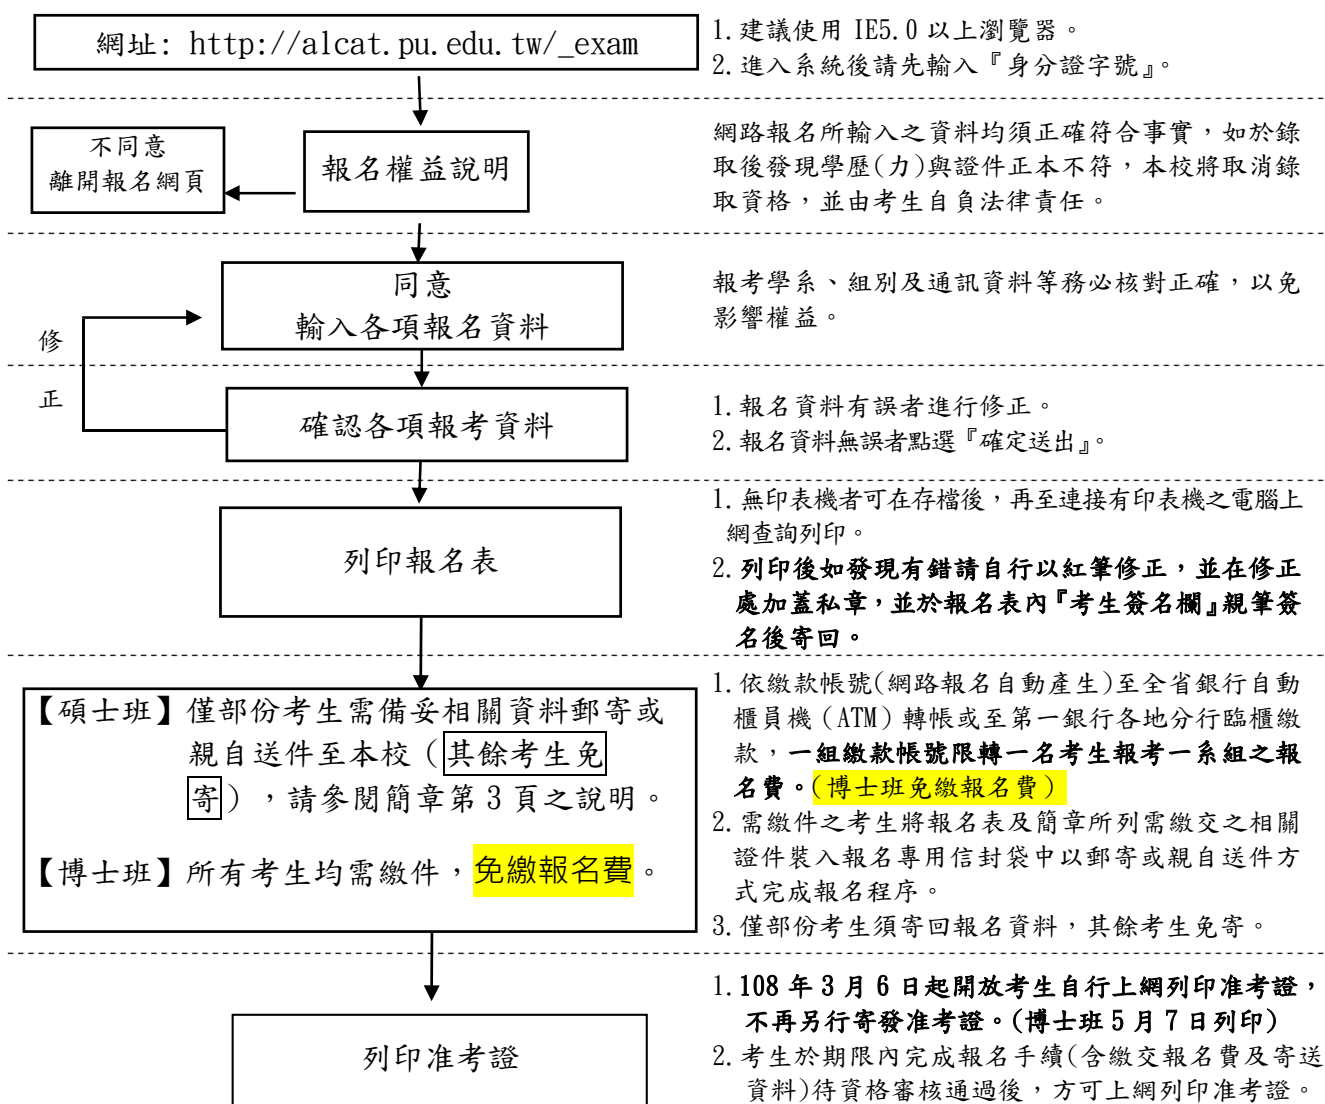 網址: http://alcat.pu.edu.tw/_exam
1.建議使用 IE5.0 以上瀏覽器。
2.進入系統後請先輸入『身分證字號』。
不同意
離開報名網頁
報名權益說明
網路報名所輸入之資料均須正確符合事實，如於錄
取後發現學歷(力)與證件正本不符，本校將取消錄
取資格，並由考生自負法律責任。
同意
輸入各項報名資料
報考學系、組別及通訊資料等務必核對正確，以免
影響權益。
修
正
確認各項報考資料
1.報名資料有誤者進行修正。
2.報名資料無誤者點選『確定送出』。
列印報名表
1.無印表機者可在存檔後，再至連接有印表機之電腦上
網查詢列印。
2.列印後如發現有錯請自行以紅筆修正，並在修正
處加蓋私章，並於報名表內『考生簽名欄』親筆簽
名後寄回。
【碩士班】僅部份考生需備妥相關資料郵寄或
親自送件至本校（其餘考生免
寄），請參閱簡章第 3 頁之說明。
【博士班】所有考生均需繳件，免繳報名費。
1.依繳款帳號(網路報名自動產生)至全省銀行自動
櫃員機（ATM）轉帳或至第一銀行各地分行臨櫃繳
款，一組繳款帳號限轉一名考生報考一系組之報
名費。(博士班免繳報名費)
2.需繳件之考生將報名表及簡章所列需繳交之相關
證件裝入報名專用信封袋中以郵寄或親自送件方
式完成報名程序。
3.僅部份考生須寄回報名資料，其餘考生免寄。
列印准考證
1.108 年 3 月 6 日起開放考生自行上網列印准考證，
不再另行寄發准考證。(博士班 5 月 7 日列印)
2.考生於期限內完成報名手續(含繳交報名費及寄送
資料)待資格審核通過後，方可上網列印准考證。